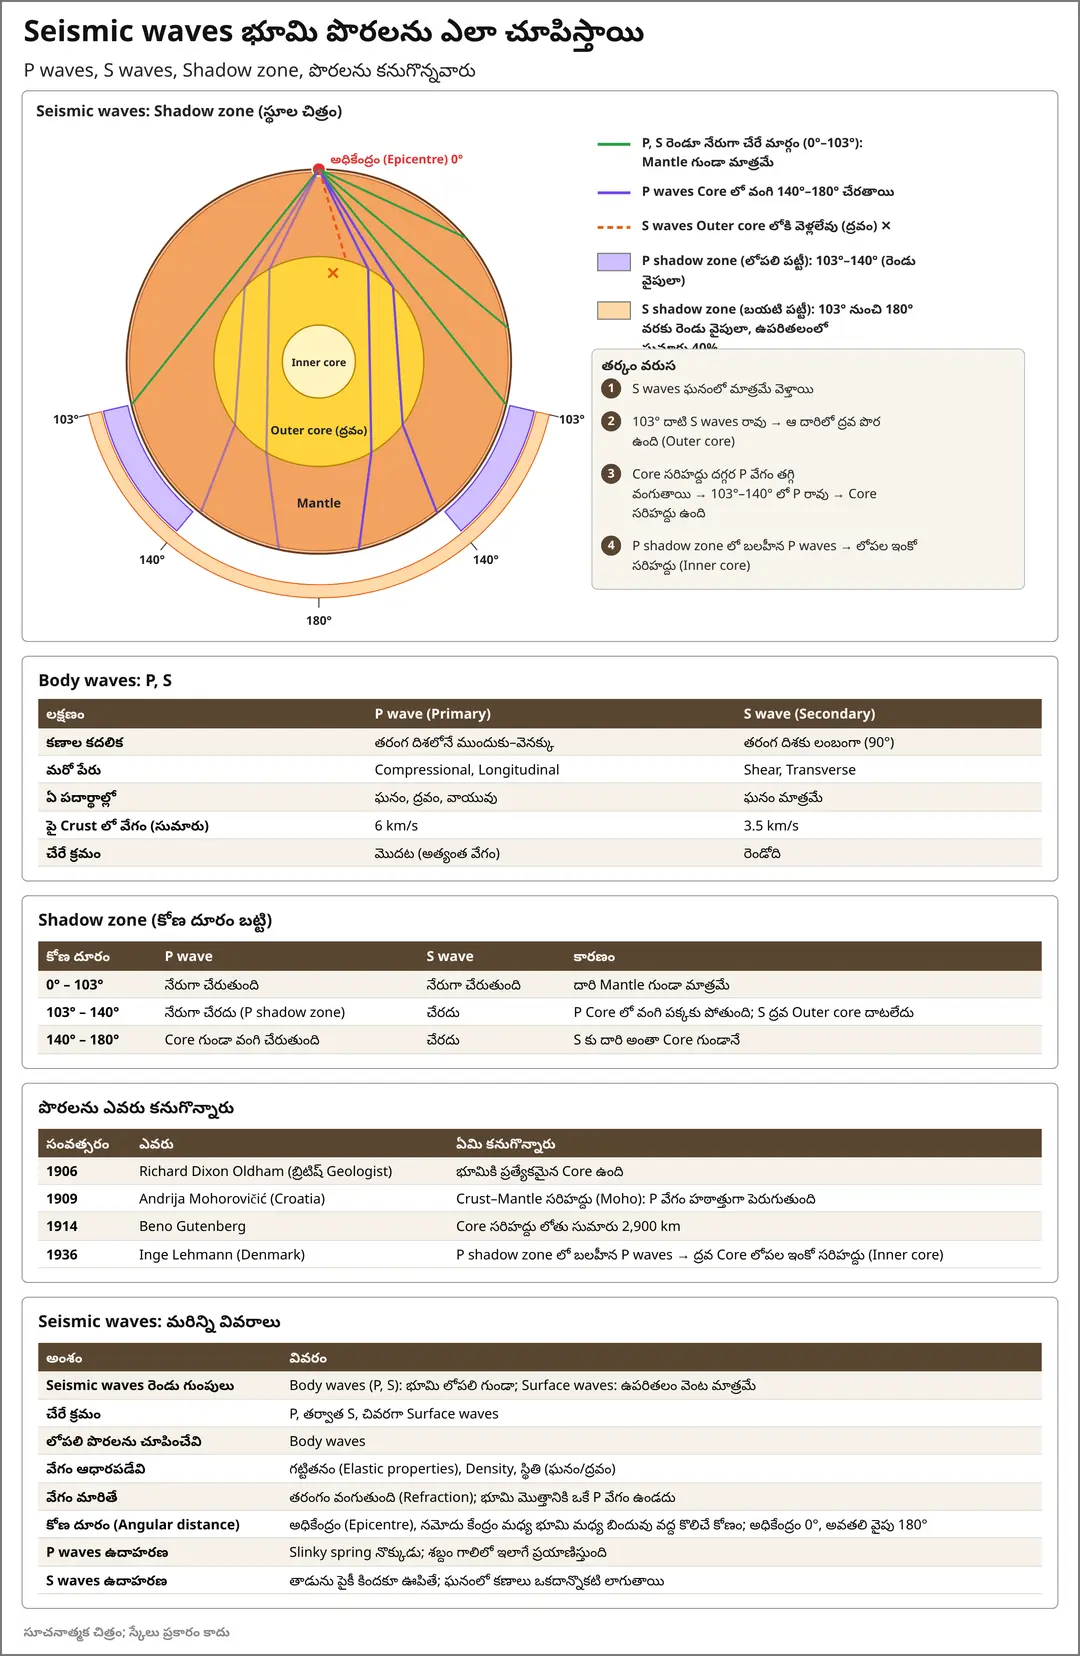 Seismic waves భూమి పొరలను ఎలా చూపిస్తాయి
P waves, S waves, Shadow zone, పొరలను కనుగొన్నవారు
Seismic waves: Shadow zone (స్థూల చిత్రం)
అధికేంద్రం (Epicentre) 0°
Inner core
Outer core (ద్రవం)
Mantle
103°
103°
140°
140°
180°
P, S రెండూ నేరుగా చేరే మార్గం (0°–103°):
Mantle గుండా మాత్రమే
P waves Core లో వంగి 140°–180° చేరతాయి
S waves Outer core లోకి వెళ్లలేవు (ద్రవం) ✕
P shadow zone (లోపలి పట్టీ): 103°–140° (రెండు
వైపులా)
S shadow zone (బయటి పట్టీ): 103° నుంచి 180°
వరకు రెండు వైపులా, ఉపరితలంలో
సుమారు 40%
తర్కం వరుస
1 S waves ఘనంలో మాత్రమే వెళ్తాయి
2 103° దాటి S waves రావు → ఆ దారిలో ద్రవ పొర
ఉంది (Outer core)
3 Core సరిహద్దు దగ్గర P వేగం తగ్గి
వంగుతాయి → 103°–140° లో P రావు → Core
సరిహద్దు ఉంది
4 P shadow zone లో బలహీన P waves → లోపల ఇంకో
సరిహద్దు (Inner core)
Body waves: P, S
లక్షణం P wave (Primary) S wave (Secondary)
కణాల కదలిక తరంగ దిశలోనే ముందుకు–వెనక్కు తరంగ దిశకు లంబంగా (90°)
మరో పేరు Compressional, Longitudinal Shear, Transverse
ఏ పదార్థాల్లో ఘనం, ద్రవం, వాయువు ఘనం మాత్రమే
పై Crust లో వేగం (సుమారు) 6 km/s 3.5 km/s
చేరే క్రమం మొదట (అత్యంత వేగం) రెండోది
Shadow zone (కోణ దూరం బట్టి)
కోణ దూరం P wave S wave కారణం
0° – 103° నేరుగా చేరుతుంది నేరుగా చేరుతుంది దారి Mantle గుండా మాత్రమే
103° – 140° నేరుగా చేరదు (P shadow zone) చేరదు P Core లో వంగి పక్కకు పోతుంది; S ద్రవ Outer core దాటలేదు
140° – 180° Core గుండా వంగి చేరుతుంది చేరదు S కు దారి అంతా Core గుండానే
పొరలను ఎవరు కనుగొన్నారు
సంవత్సరం ఎవరు ఏమి కనుగొన్నారు
1906 Richard Dixon Oldham (బ్రిటిష్ Geologist) భూమికి ప్రత్యేకమైన Core ఉంది
1909 Andrija Mohorovičić (Croatia) Crust–Mantle సరిహద్దు (Moho): P వేగం హఠాత్తుగా పెరుగుతుంది
1914 Beno Gutenberg Core సరిహద్దు లోతు సుమారు 2,900 km
1936 Inge Lehmann (Denmark) P shadow zone లో బలహీన P waves → ద్రవ Core లోపల ఇంకో సరిహద్దు (Inner core)
Seismic waves: మరిన్ని వివరాలు
అంశం వివరం
Seismic waves రెండు గుంపులు Body waves (P, S): భూమి లోపలి గుండా; Surface waves: ఉపరితలం వెంట మాత్రమే
చేరే క్రమం P, తర్వాత S, చివరగా Surface waves
లోపలి పొరలను చూపించేవి Body waves
వేగం ఆధారపడేవి గట్టితనం (Elastic properties), Density, స్థితి (ఘనం/ద్రవం)
వేగం మారితే తరంగం వంగుతుంది (Refraction); భూమి మొత్తానికి ఒకే P వేగం ఉండదు
కోణ దూరం (Angular distance) అధికేంద్రం (Epicentre), నమోదు కేంద్రం మధ్య భూమి మధ్య బిందువు వద్ద కొలిచే కోణం; అధికేంద్రం 0°, అవతలి వైపు 180°
P waves ఉదాహరణ Slinky spring నొక్కుడు; శబ్దం గాలిలో ఇలాగే ప్రయాణిస్తుంది
S waves ఉదాహరణ తాడును పైకీ కిందకూ ఊపితే; ఘనంలో కణాలు ఒకదాన్నొకటి లాగుతాయి
సూచనాత్మక చిత్రం; స్కేలు ప్రకారం కాదు